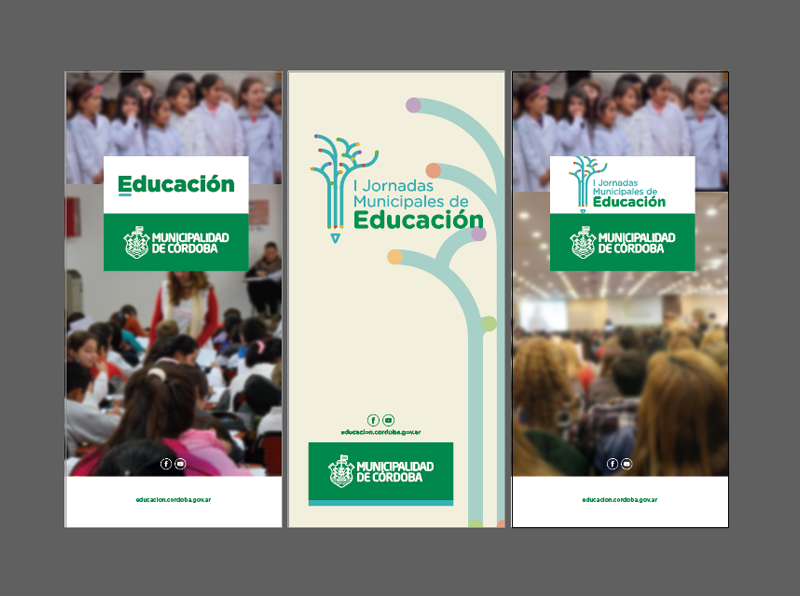 Educación
MUNICIPALIDAD
DE CÓRDOBA
educacion.cordoba.gov.ar
I Jornadas
Municipales de
Educación
educacion.cordoba.gov.ar
MUNICIPALIDAD
DE CÓRDOBA
I Jornadas
Municipales de
Educación
MUNICIPALIDAD
DE CÓRDOBA
educacion.cordoba.gov.ar